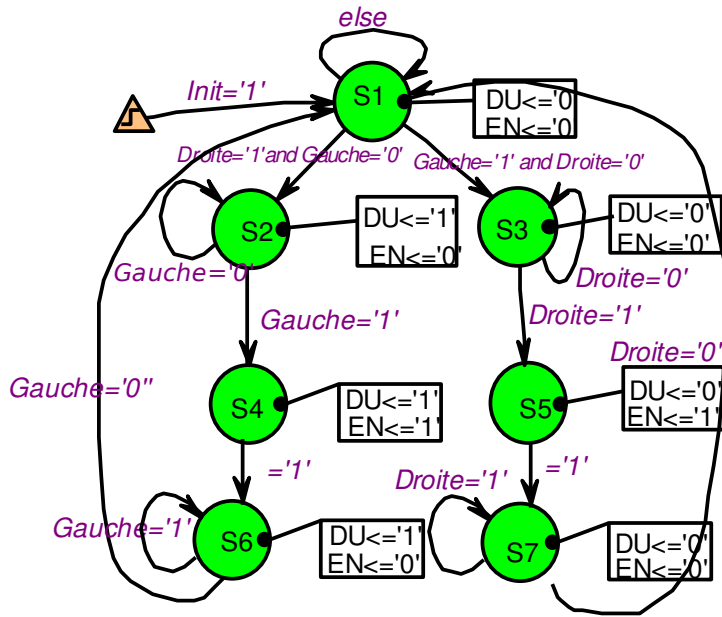 else
Init='1'
S1
DU<='0
EN<='0
Droite='1'and Gauche='0'
Gauche='1' and Droite='0'
S2
DU<='1'
EN<='0'
S3
DU<='0'
EN<='0'
Gauche='0'
Droite='0'
Gauche='1'
Droite='1'
Gauche='0''
Droite='0'
S4
DU<='1'
EN<='1'
S5
DU<='0'
EN<='1'
='1'
='1'
Gauche='1'
Droite='1'
S6
DU<='1'
EN<='0'
S7
DU<='0'
EN<='0'